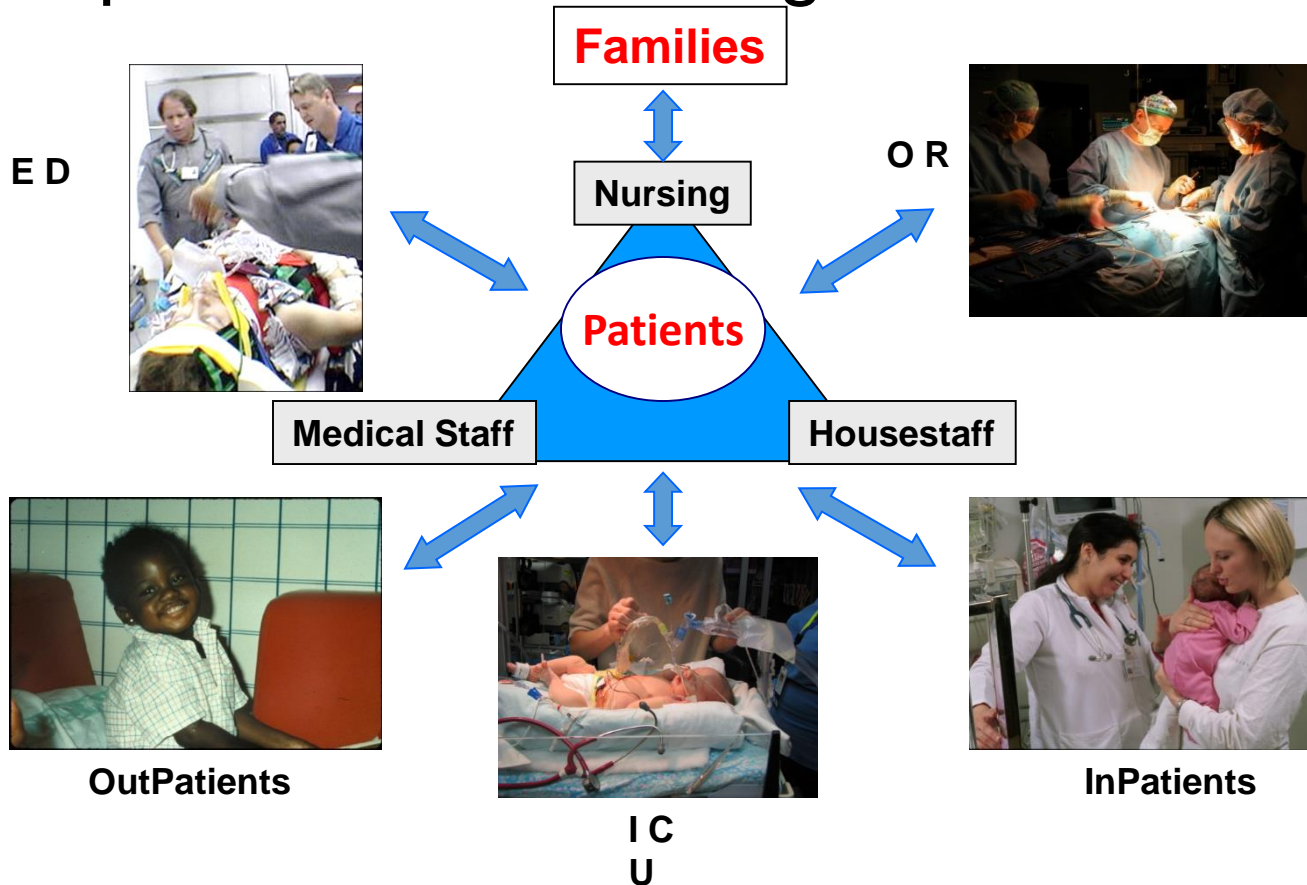 Families
E D
O R
Nursing
Patients
Medical Staff
Housestaff
OutPatients
InPatients
I C
U